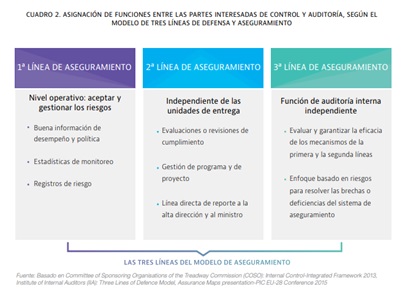 CUADRO 2. ASIGNACIÓN DE FUNCIONES ENTRE LAS PARTES INTERESADAS DE CONTROL Y AUDITORÍA, SEGÚN EL
MODELO DE TRES LÍNEAS DE DEFENSA Y ASEGURAMIENTO
1ª LÍNEA DE ASEGURAMIENTO
Nivel operativo: aceptar y
gestionar los riesgos
• Buena información de
desempeño y política
• Estadísticas de monitoreo
• Registros de riesgo
2ª LÍNEA DE ASEGURAMIENTO
Independiente de las
unidades de entrega
• Evaluaciones o revisiones de
cumplimiento
• Gestión de programa y de
proyecto
• Línea directa de reporte a la
alta dirección y al ministro
3ª LÍNEA DE ASEGURAMIENTO
Función de auditoría interna
independiente
• Evaluar y garantizar la eficacia
de los mecanismos de la
primera y la segunda líneas
• Enfoque basado en riesgos
para resolver las brechas o
deficiencias del sistema de
aseguramiento
LAS TRES LÍNEAS DEL MODELO DE ASEGURAMIENTO
Fuente: Basado en Committee of Sponsoring Organisations of the Treadway Commission (COSO): Internal Control-Integrated Framework 2013,
Institute of Internal Auditors (IIA): Three Lines of Defence Model, Assurance Maps presentation-PIC EU-28 Conference 2015